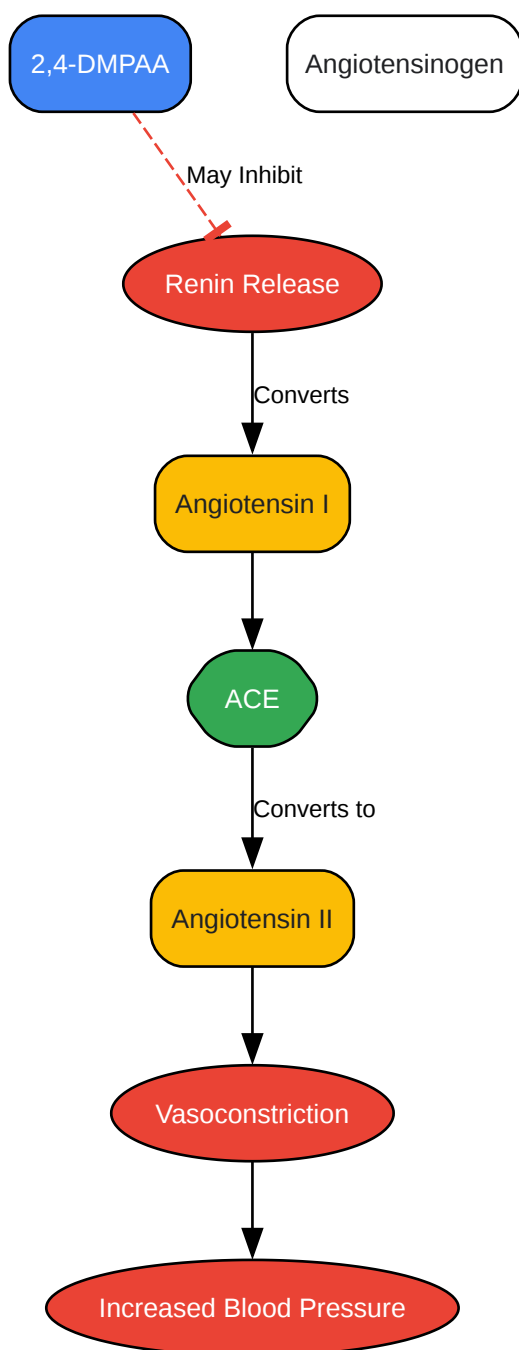 2,4-DMPAA
Angiotensinogen
May Inhibit
Renin Release
Converts
Angiotensin I
ACE
Converts to
Angiotensin II
Vasoconstriction
Increased Blood Pressure